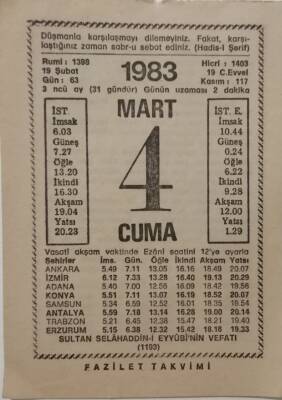 Düşmanla karşılaşmayı dilemeyiniz. Fakat, karşı-
laştığınız zaman sabr-u sebat ediniz. (Hadis-i Şerif)
Rumi : 1398
19 Şubat
Gün : 63
1983
Hicri : 1403
19 C.Evvel
Kasım : 117
3 ncü ay (31 gündür) Günün uzaması 2 dakika
İST.
İmsak
6.03
Güneş
7.27
Öğle
13.20
İkindi
16.30
Akşam
19.04
Yatsı
20.23
MART
4
CUMA
İST. E.
İmsak
10.44
Güneş
0.24
Öğle
6.22
İkindi
9.28
Akşam
12.00
Yatsı
1.29
Vasati akşam vaktinde Ezâni saatini 12'ye ayarla
Şehirler İms. Gün. Öğle İkindi Akşam Yatsı
ANKARA 5.49 7.11 13.05 16.16 18.49 20.07
İZMİR 6.12 7.33 13.28 16.40 19.13 20.29
ADANA 5.40 7.00 12.56 16.09 18.42 19.56
KONYA 5.51 7.11 13.07 16.19 18.52 20.07
SAMSUN 5.34 6.59 12.52 16.01 18.35 19.54
ANTALYA 5.59 7.18 13.14 16.28 19.00 20.14
TRABZON 5.21 6.45 12.38 15.47 18.21 19.40
ERZURUM 5.15 6.38 12.32 15.42 18.16 19.33
SULTAN SELÂHADDİN-İ EYYÛBİ'NİN VEFATI
(1193)
FAZİLET TAKVİMİ